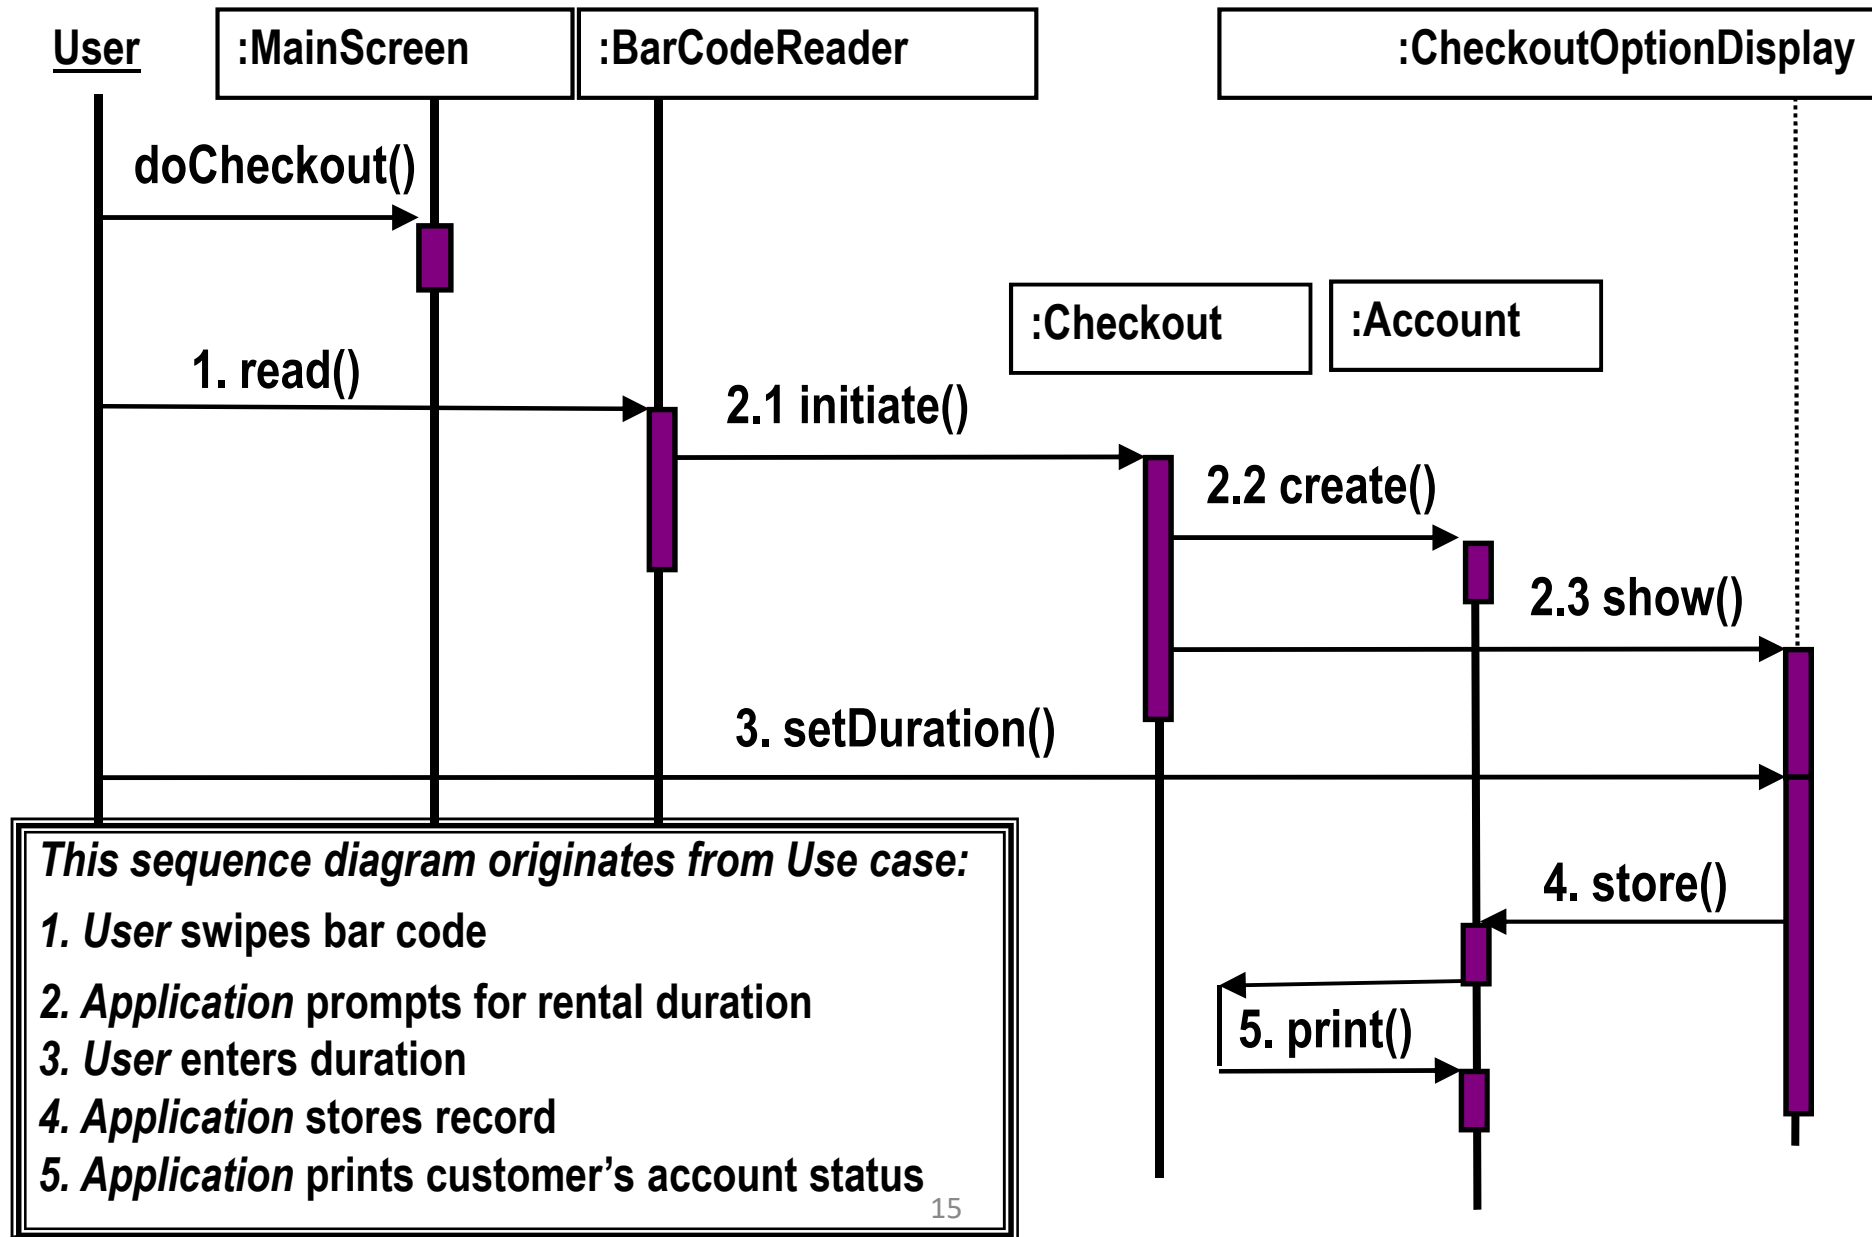 User
:MainScreen
:BarCodeReader
:CheckoutOptionDisplay
doCheckout()
:Checkout
:Account
1. read()
2.1 initiate()
2.2 create()
2.3 show()
3. setDuration()
4. store()
5. print()
This sequence diagram originates from Use case:
1. User swipes bar code
2. Application prompts for rental duration
3. User enters duration
4. Application stores record
5. Application prints customer’s account status
15